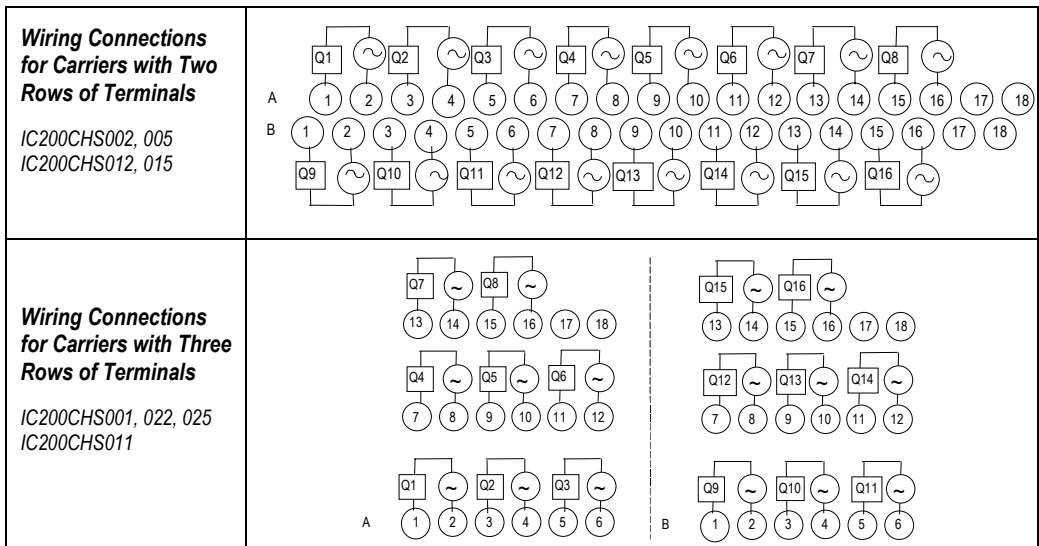 Wiring Connections
for Carriers with Two
Rows of Terminals
IC200CHS002, 005
IC200CHS012, 015
Q1 Q2 Q3 Q4 Q5 Q6 Q7 Q8
A 1 2 3 4 5 6 7 8 9 10 11 12 13 14 15 16 17 18
B 1 2 3 4 5 6 7 8 9 10 11 12 13 14 15 16 17 18
Q9 Q10 Q11 Q12 Q13 Q14 Q15 Q16
Wiring Connections
for Carriers with Three
Rows of Terminals
IC200CHS001, 022, 025
IC200CHS011
Q7 ~ Q8 ~
13 14 15 16 17 18
Q4 ~ Q5 ~ Q6 ~
7 8 9 10 11 12
Q1 ~ Q2 ~ Q3 ~
A 1 2 3 4 5 6
Q15 ~ Q16 ~
13 14 15 16 17 18
Q12 ~ Q13 ~ Q14 ~
7 8 9 10 11 12
Q9 ~ Q10 ~ Q11 ~
B 1 2 3 4 5 6